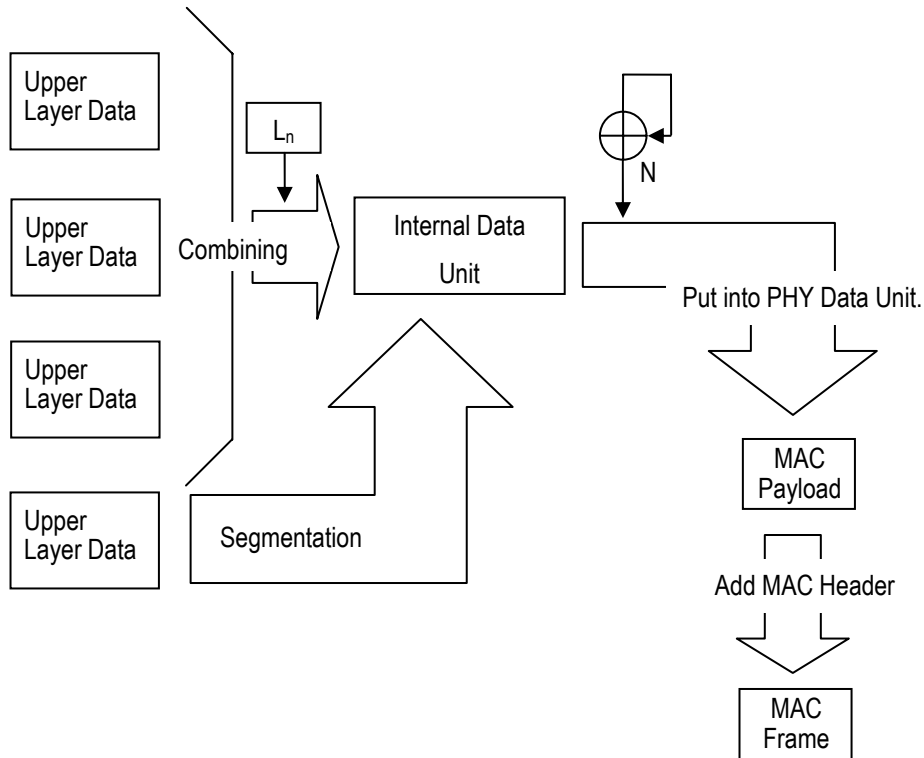 Upper
Layer Data
L_n
N
Upper
Layer Data
Combining
Internal Data
Unit
Put into PHY Data Unit.
Upper
Layer Data
MAC
Payload
Upper
Layer Data
Segmentation
Add MAC Header
MAC
Frame